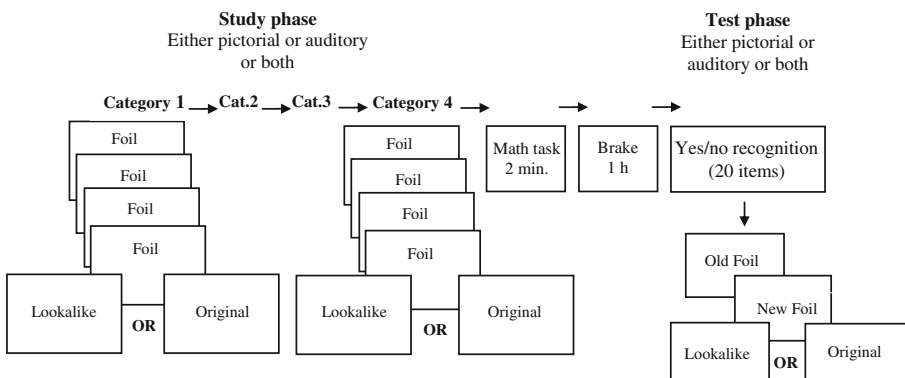 Study phase
Either pictorial or auditory
or both
Test phase
Either pictorial or
auditory or both
Category 1
Cat.2
Cat.3
Category 4
Foil
Foil
Foil
Foil
Lookalike
OR
Original
Foil
Foil
Foil
Foil
Lookalike
OR
Original
Math task
2 min.
Brake
1 h
Yes/no recognition
(20 items)
Old Foil
New Foil
Lookalike
OR
Original